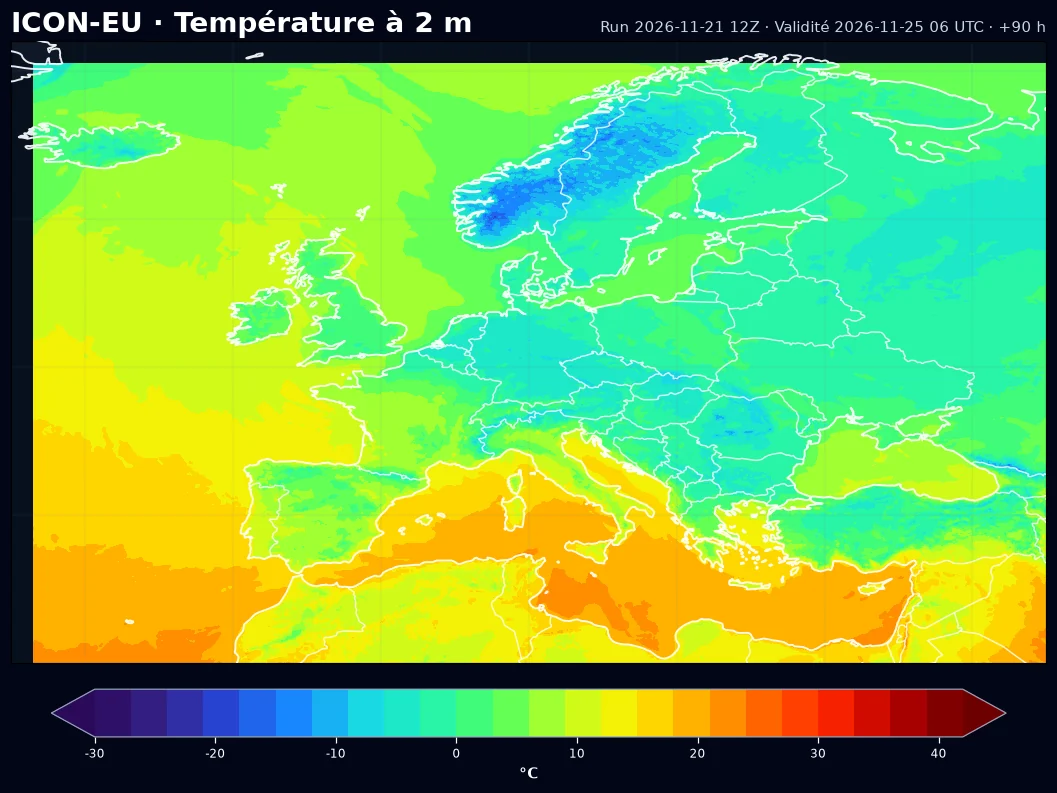 ICON-EU · Température à 2 m
Run 2026-11-21 12Z · Validité 2026-11-25 06 UTC · +90 h
-30 -20 -10 0 10 20 30 40
°C